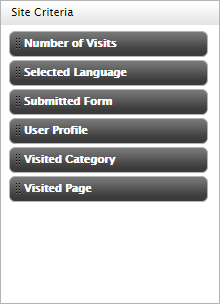 Site Criteria
Number of Visits
Selected Language
Submitted Form
User Profile
Visited Category
Visited Page